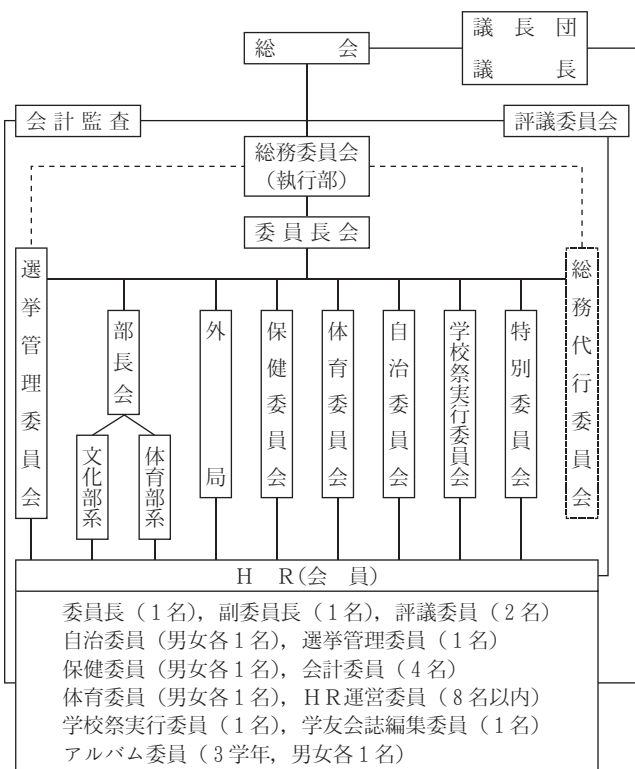 総会
議長団
議長
会計監査
評議委員会
総務委員会
(執行部)
委員長会
選挙管理委員会
部長会
文化部系
体育部系
外局
保健委員会
体育委員会
自治委員会
学校祭実行委員会
特別委員会
総務代行委員会
HR(会員)
委員長(1名),副委員長(1名),評議委員(2名)
自治委員(男女各1名),選挙管理委員(1名)
保健委員(男女各1名),会計委員(4名)
体育委員(男女各1名),HR運営委員(8名以内)
学校祭実行委員(1名),学友会誌編集委員(1名)
アルバム委員(3学年,男女各1名)